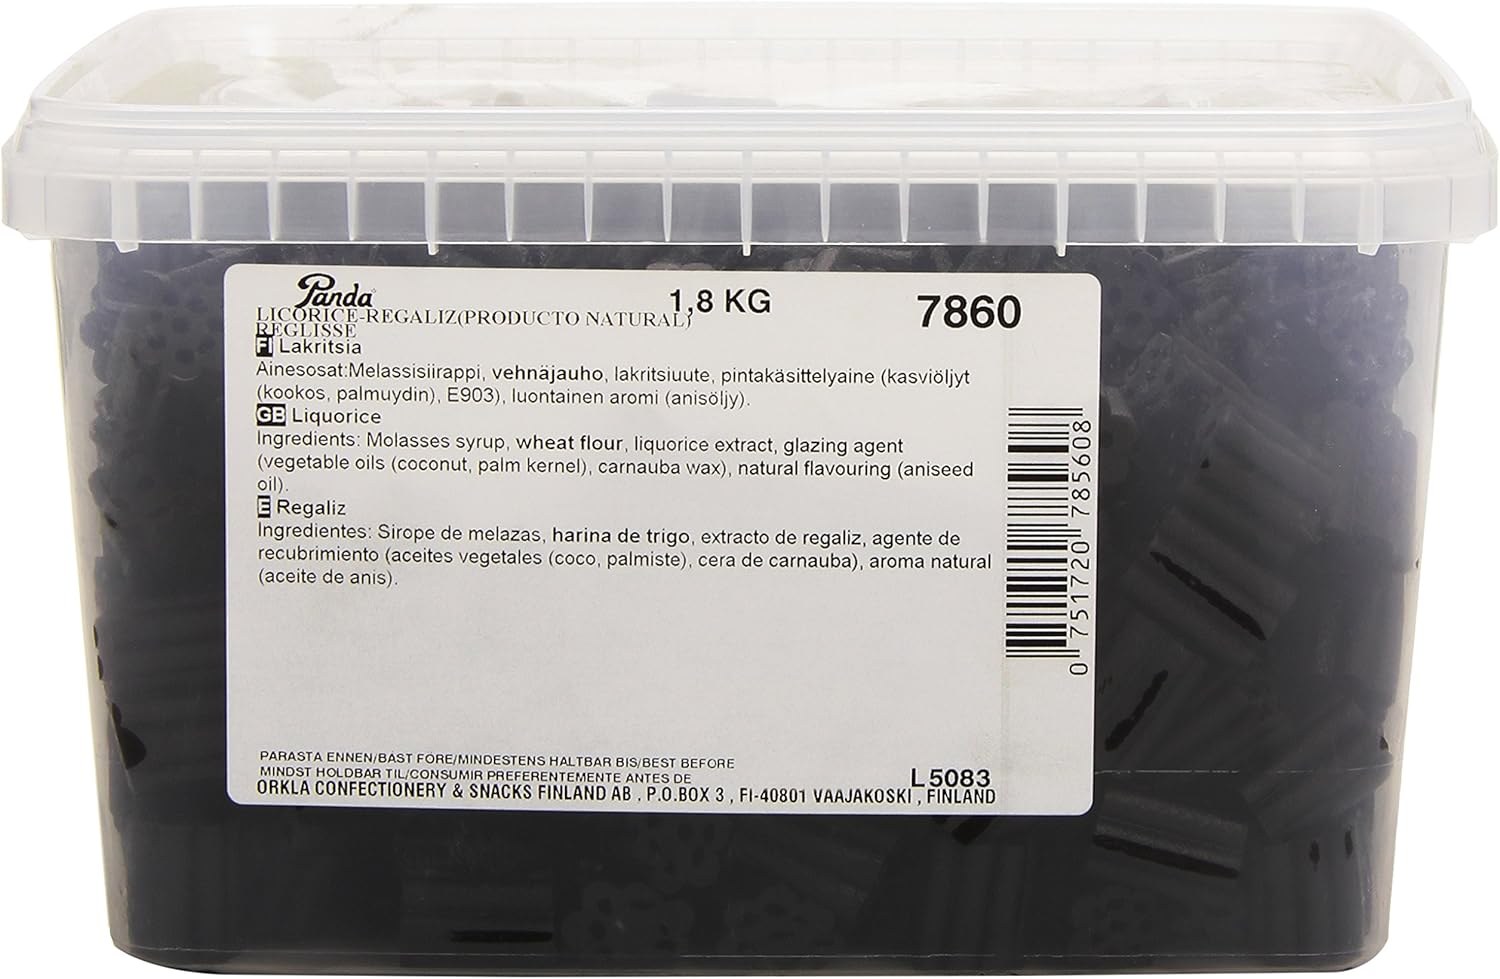 Panda 1,8 KG 7860
LICORICE-REGALIZ(PRODUCTO NATURAL)
REGLISSE
FI Lakritsia
Ainesosat:Melassisiirappi, vehnäjauho, lakritsiuute, pintakäsittelyaine (kasviöljyt
(kookos, palmuydin), E903), luontainen aromi (anisöljy).
GB Liquorice
Ingredients: Molasses syrup, wheat flour, liquorice extract, glazing agent
(vegetable oils (coconut, palm kernel), carnauba wax), natural flavouring (aniseed
oil).
E Regaliz
Ingredientes: Sirope de melazas, harina de trigo, extracto de regaliz, agente de
recubrimiento (aceites vegetales (coco, palmiste), cera de carnauba), aroma natural
(aceite de anis).
0 751720 785608
PARASTA ENNEN/BÄST FÖRE/MINDESTENS HALTBAR BIS/BEST BEFORE
MINDST HOLDBAR TIL/CONSUMIR PREFERENTEMENTE ANTES DE L5083
ORKLA CONFECTIONERY & SNACKS FINLAND AB , P.O.BOX 3 , FI-40801 VAAJAKOSKI , FINLAND